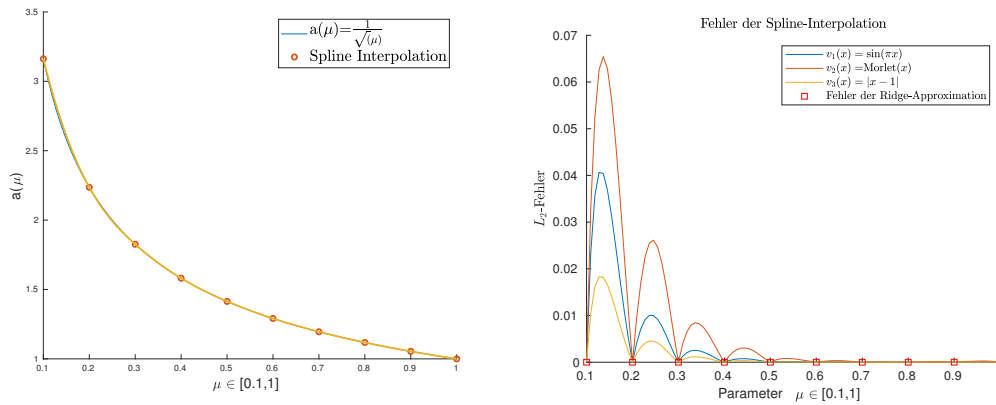 a(μ)=1/√(μ)
Spline Interpolation
3.5
3
2.5
2
1.5
1
a(μ)
0.1 0.2 0.3 0.4 0.5 0.6 0.7 0.8 0.9 1
μ ∈ [0.1,1]
Fehler der Spline-Interpolation
v₁(x) = sin(πx)
v₂(x) =Morlet(x)
v₃(x) = |x − 1|
Fehler der Ridge-Approximation
0.07
0.06
0.05
0.04
0.03
0.02
0.01
0
L₂-Fehler
0.1 0.2 0.3 0.4 0.5 0.6 0.7 0.8 0.9
Parameter μ ∈ [0.1,1]